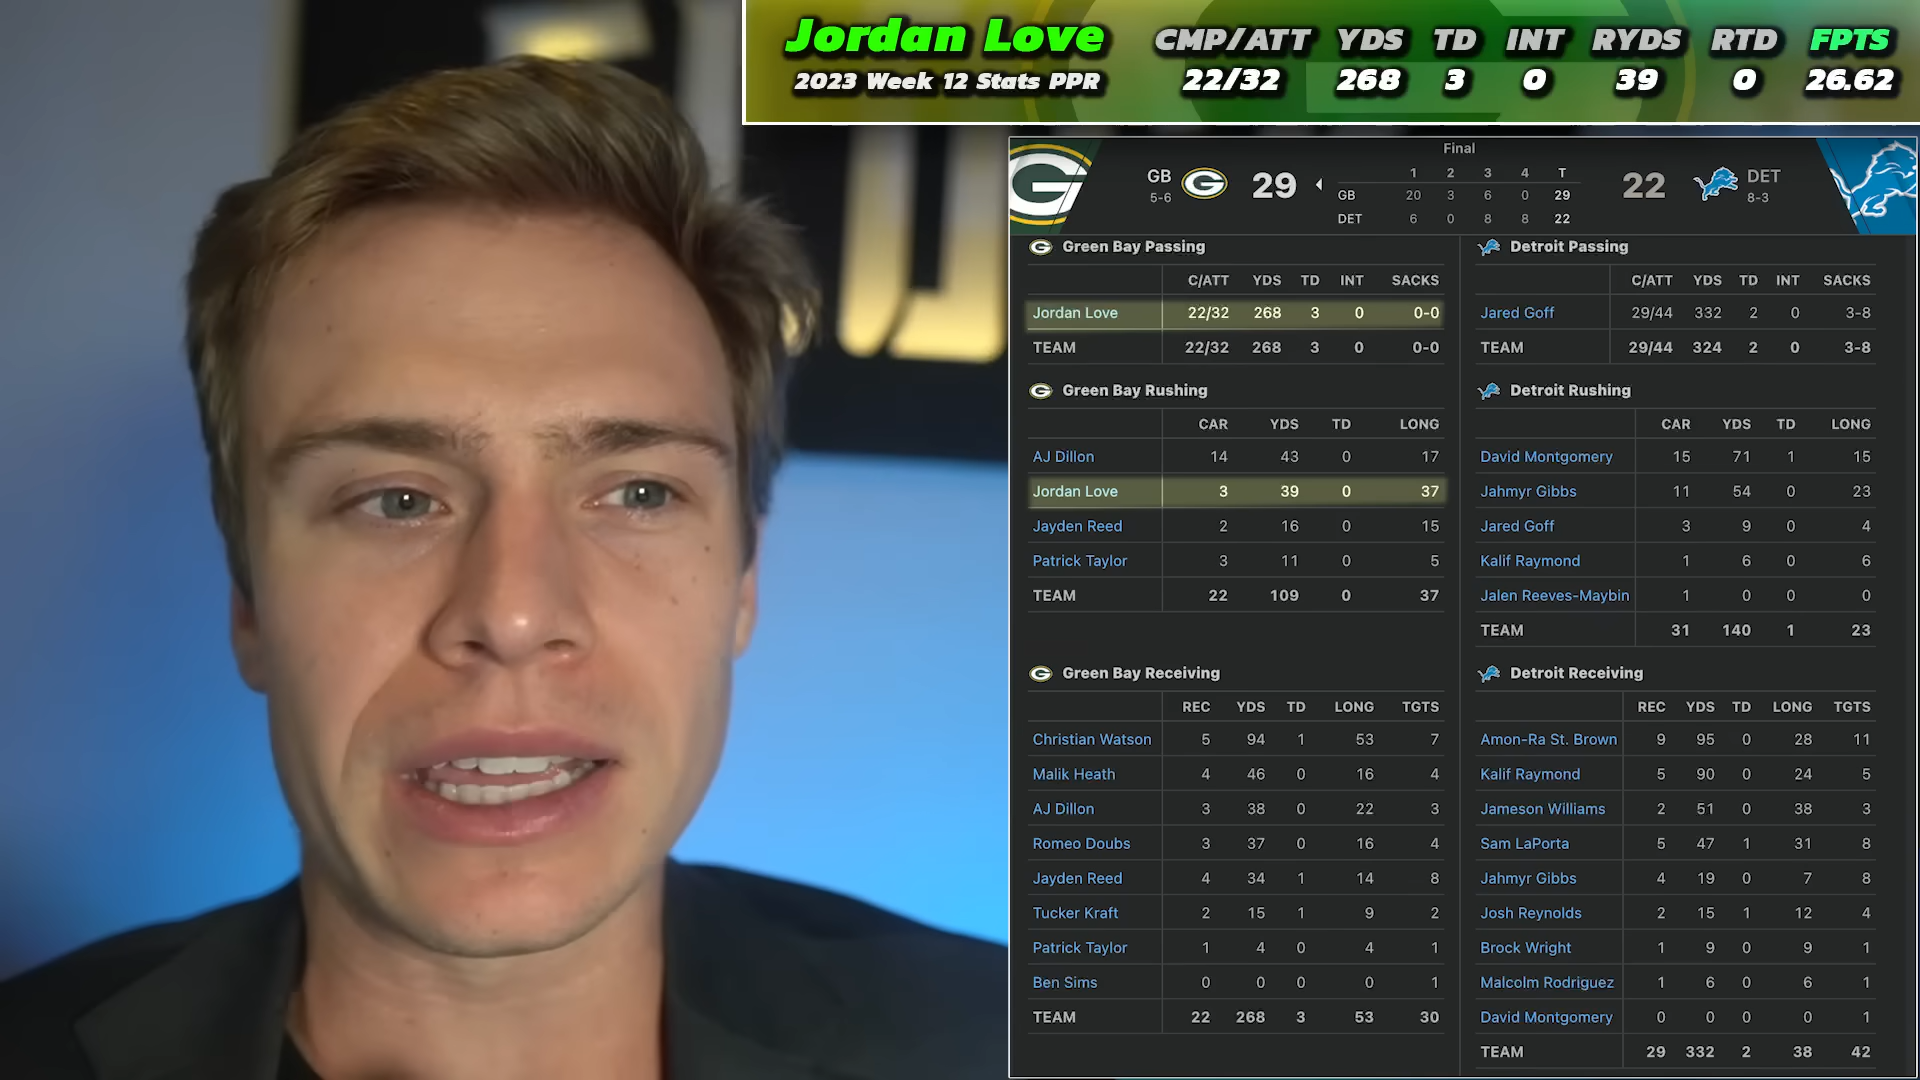 Jordan Love CMP/ATT YDS TD INT RYDS RTD FPTS
2023 Week 12 Stats PPR 22/32 268 3 0 39 0 26.62
Final
GB 29 1 2 3 4 T 22 DET
5-6 GB 20 3 6 0 29 8-3
DET 6 0 8 8 22
Green Bay Passing
C/ATT YDS TD INT SACKS
Jordan Love 22/32 268 3 0 0-0
TEAM 22/32 268 3 0 0-0
Green Bay Rushing
CAR YDS TD LONG
AJ Dillon 14 43 0 17
Jordan Love 3 39 0 37
Jayden Reed 2 16 0 15
Patrick Taylor 3 11 0 5
TEAM 22 109 0 37
Green Bay Receiving
REC YDS TD LONG TGTS
Christian Watson 5 94 1 53 7
Malik Heath 4 46 0 16 4
AJ Dillon 3 38 0 22 3
Romeo Doubs 3 37 0 16 4
Jayden Reed 4 34 1 14 8
Tucker Kraft 2 15 1 9 2
Patrick Taylor 1 4 0 4 1
Ben Sims 0 0 0 0 1
TEAM 22 268 3 53 30
Detroit Passing
C/ATT YDS TD INT SACKS
Jared Goff 29/44 332 2 0 3-8
TEAM 29/44 324 2 0 3-8
Detroit Rushing
CAR YDS TD LONG
David Montgomery 15 71 1 15
Jahmyr Gibbs 11 54 0 23
Jared Goff 3 9 0 4
Kalif Raymond 1 6 0 6
Jalen Reeves-Maybin 1 0 0 0
TEAM 31 140 1 23
Detroit Receiving
REC YDS TD LONG TGTS
Amon-Ra St. Brown 9 95 0 28 11
Kalif Raymond 5 90 0 24 5
Jameson Williams 2 51 0 38 3
Sam LaPorta 5 47 1 31 8
Jahmyr Gibbs 4 19 0 7 8
Josh Reynolds 2 15 1 12 4
Brock Wright 1 9 0 9 1
Malcolm Rodriguez 1 6 0 6 1
David Montgomery 0 0 0 0 1
TEAM 29 332 2 38 42